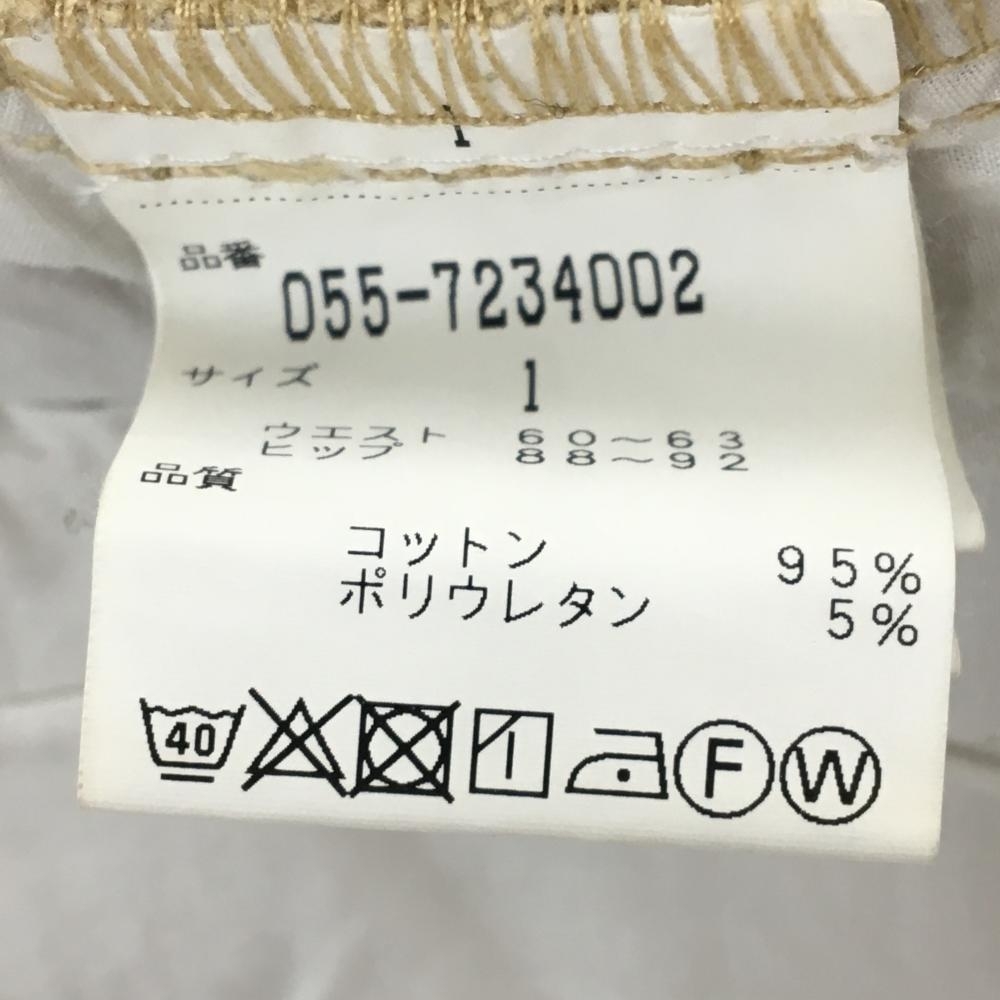 1
品番
055-7234002
サイズ 1
ウエスト 60～63
ヒップ 88～92
品質
コットン 95%
ポリウレタン 5%
40 F W